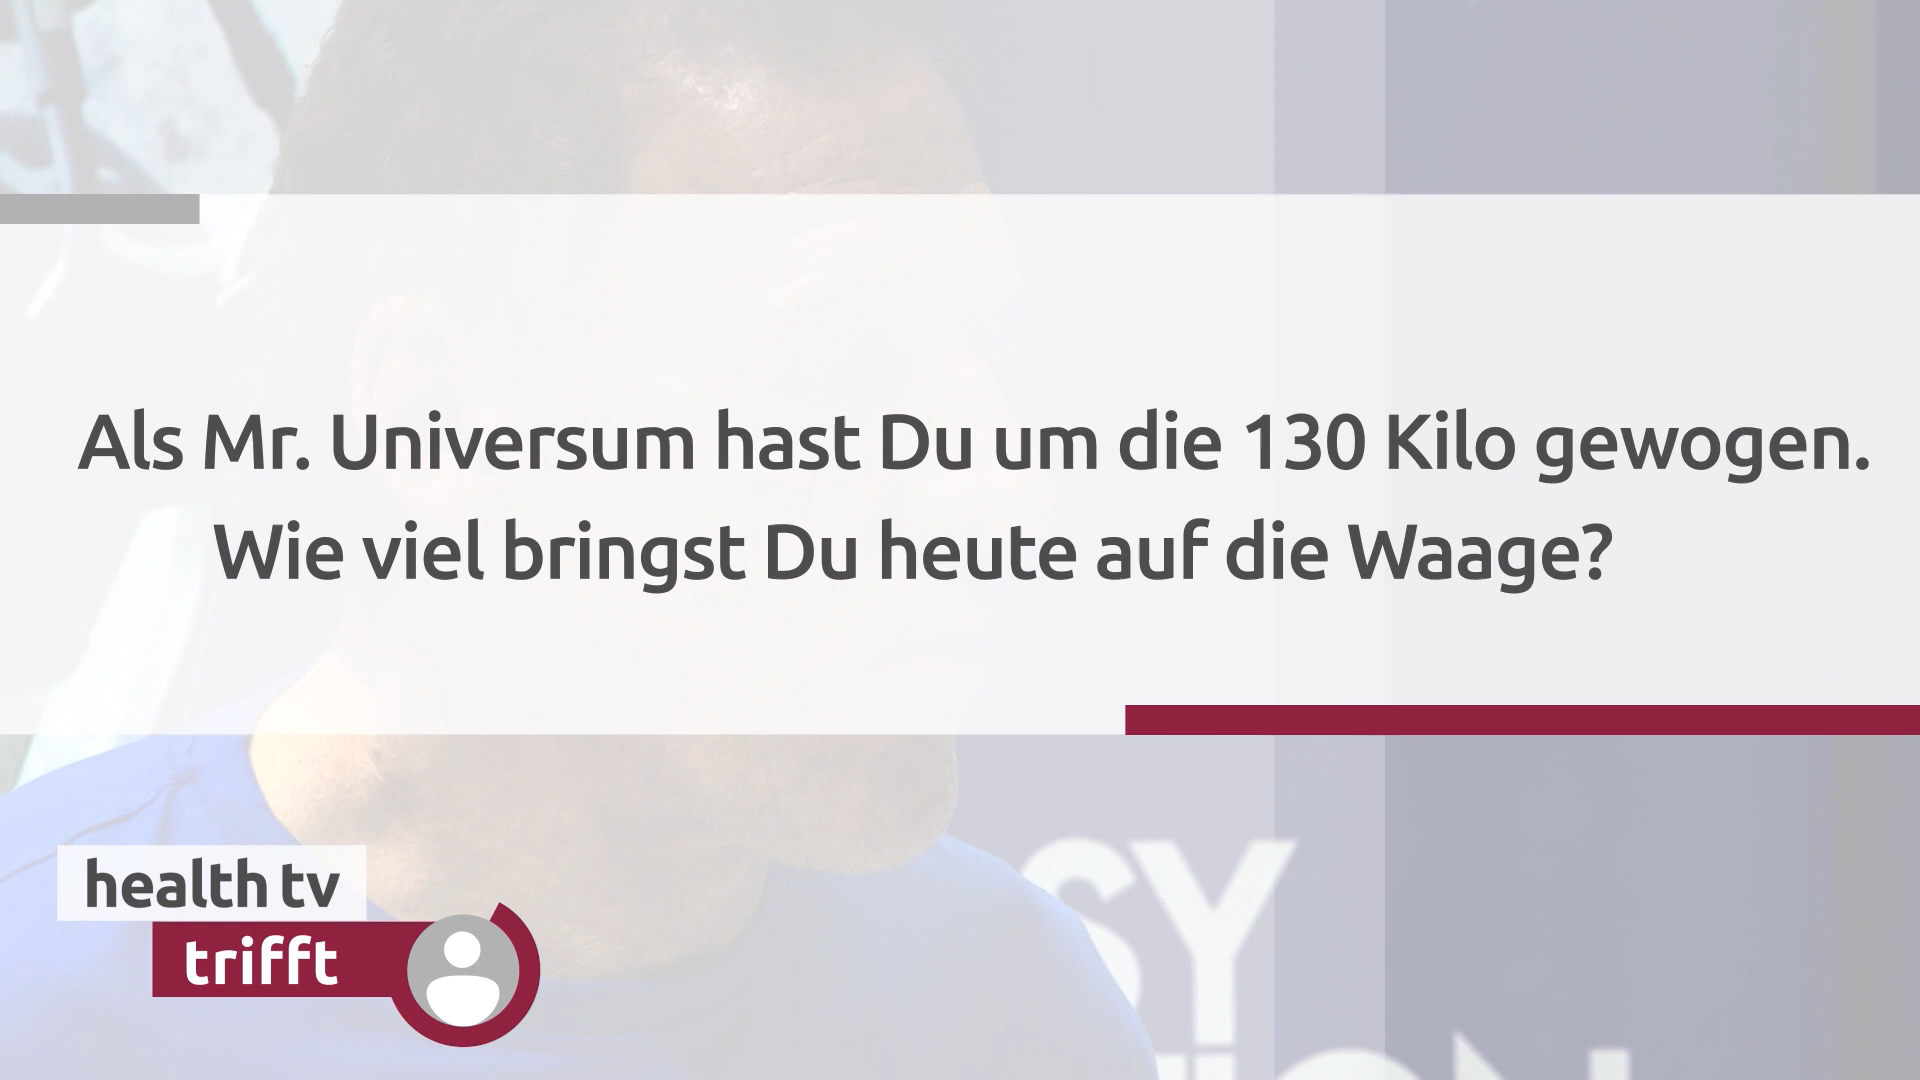 Als Mr. Universum hast Du um die 130 Kilo gewogen.
Wie viel bringst Du heute auf die Waage?
health tv
trifft
SY